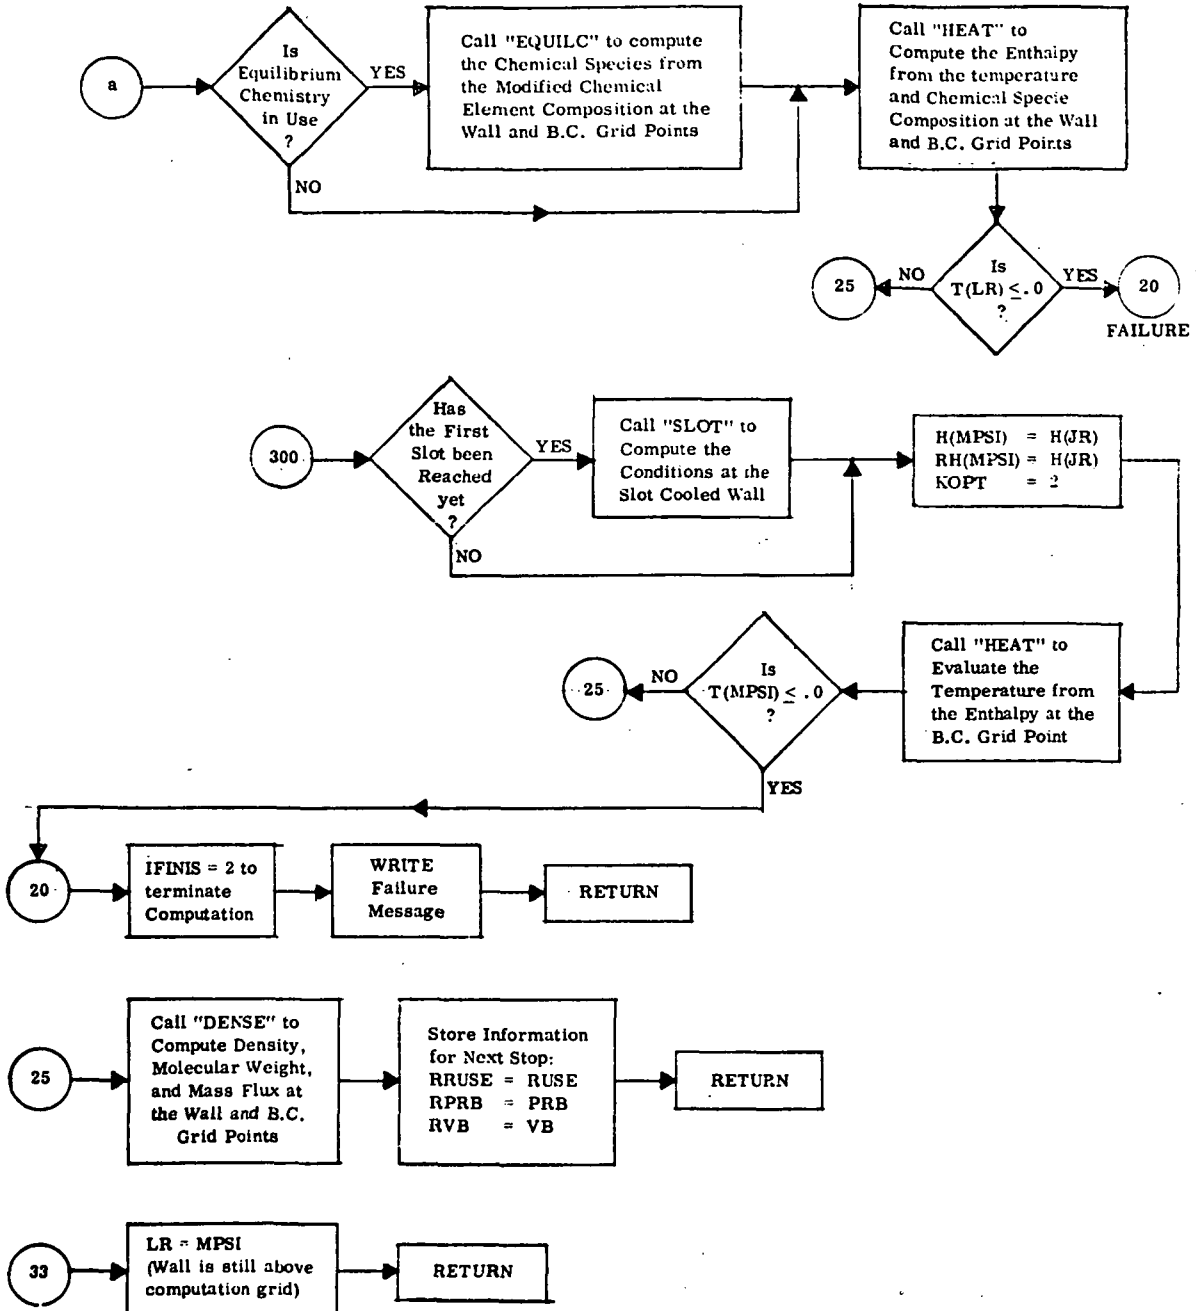 a
Is
Equilibrium
Chemistry
in Use
?
YES
NO
Call "EQUILC" to compute
the Chemical Species from
the Modified Chemical
Element Composition at the
Wall and B.C. Grid Points
Call "HEAT" to
Compute the Enthalpy
from the temperature
and Chemical Specie
Composition at the Wall
and B.C. Grid Points
25
NO
Is
T(LR) ≤ .0
?
YES
20
FAILURE
300
Has
the First
Slot been
Reached
yet
?
YES
NO
Call "SLOT" to
Compute the
Conditions at the
Slot Cooled Wall
H(MPSI) = H(JR)
RH(MPSI) = H(JR)
KOPT = 2
25
NO
Is
T(MPSI) ≤ .0
?
YES
Call "HEAT" to
Evaluate the
Temperature from
the Enthalpy at the
B.C. Grid Point
20
IFINIS = 2 to
terminate
Computation
WRITE
Failure
Message
RETURN
25
Call "DENSE" to
Compute Density,
Molecular Weight,
and Mass Flux at
the Wall and B.C.
Grid Points
Store Information
for Next Stop:
RRUSE = RUSE
RPRB = PRB
RVB = VB
RETURN
33
LR = MPSI
(Wall is still above
computation grid)
RETURN